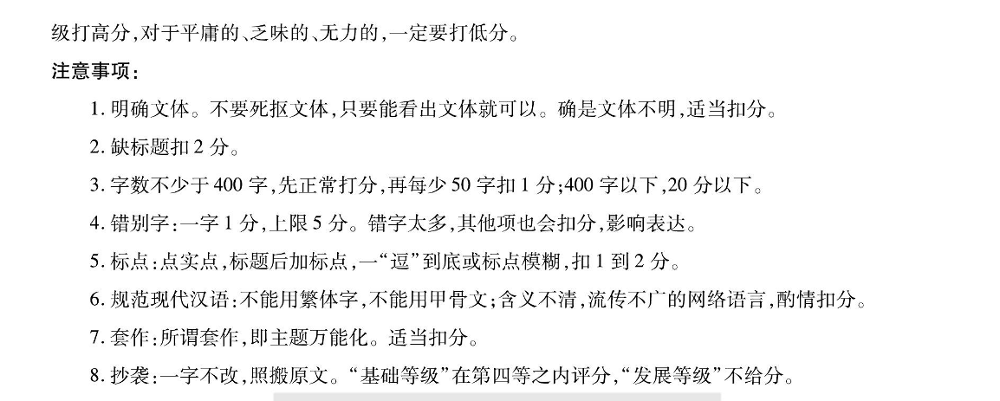 级打高分,对于平庸的、乏味的、无力的,一定要打低分。
注意事项:
1. 明确文体。不要死抠文体,只要能看出文体就可以。确是文体不明,适当扣分。
2. 缺标题扣 2 分。
3. 字数不少于 400 字,先正常打分,再每少 50 字扣 1 分;400 字以下,20 分以下。
4. 错别字:一字 1 分,上限 5 分。错字太多,其他项也会扣分,影响表达。
5. 标点:点实点,标题后加标点,一“逗”到底或标点模糊,扣 1 到 2 分。
6. 规范现代汉语:不能用繁体字,不能用甲骨文;含义不清,流传不广的网络语言,酌情扣分。
7. 套作:所谓套作,即主题万能化。适当扣分。
8. 抄袭:一字不改,照搬原文。“基础等级”在第四等之内评分,“发展等级”不给分。